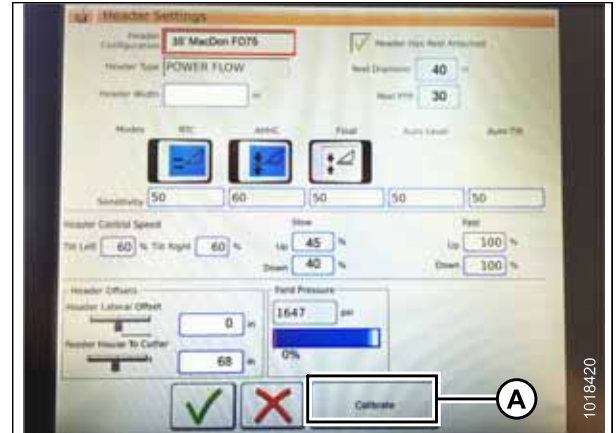 Header Settings
Header Configuration 35' MacDon FD75 Header Has Reel Attached
Header Type POWER FLOW Reel Diameter 40 in
Header Width in Reel PPR 30
Modes RTC AHHC Float Auto Level Auto Tilt
Sensitivity 50 60 50 50 50
Header Control Speed Slow Fast
Tilt Left 60 % Tilt Right 60 % Up 45 % Up 100 %
Down 40 % Down 100 %
Header Offsets Field Pressure
Header Lateral Offset 1647 psi
0 in
Feeder House To Cutter 0%
68 in
Calibrate A
1018420